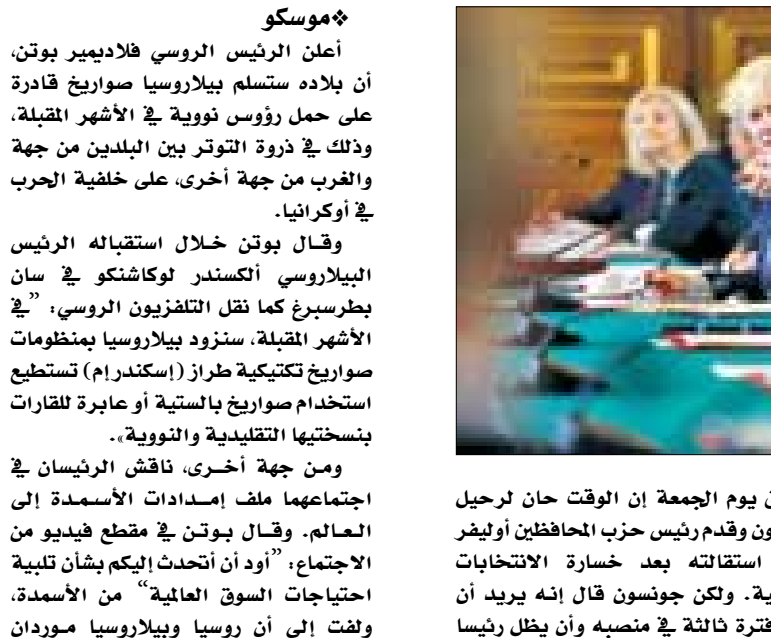 ❖موسكو
أعلن الرئيس الروسي فلاديمير بوتن،
أن بلاده ستسلم بيلاروسيا صواريخ قادرة
على حمل رؤوس نووية في الأشهر المقبلة،
وذلك في ذروة التوتر بين البلدين من جهة
والغرب من جهة أخرى، على خلفية الحرب
في أوكرانيا.
وقال بوتن خلال استقباله الرئيس
البيلاروسي ألكسندر لوكاشنكو في سان
بطرسبرغ كما نقل التلفزيون الروسي: ”في
الأشهر المقبلة، سنزود بيلاروسيا بمنظومات
صواريخ تكتيكية طراز (إسكندر إم) تستطيع
استخدام صواريخ بالستية أو عابرة للقارات
بنسختيها التقليدية والنووية».
ومن جهة أخرى، ناقش الرئيسان في
اجتماعهما ملف إمدادات الأسمدة إلى
العالم. وقال بوتن في مقطع فيديو من
الاجتماع: ”أود أن أتحدث إليكم بشأن تلبية
احتياجات السوق العالمية“ من الأسمدة،
ولفت إلى أن روسيا وبيلاروسيا موردان
يوم الجمعة إن الوقت حان لرحيل
وقدم رئيس حزب المحافظين أوليفر
استقالته بعد خسارة الانتخابات
ولكن جونسون قال إنه يريد أن
فترة ثالثة في منصبه وأن يظل رئيسا